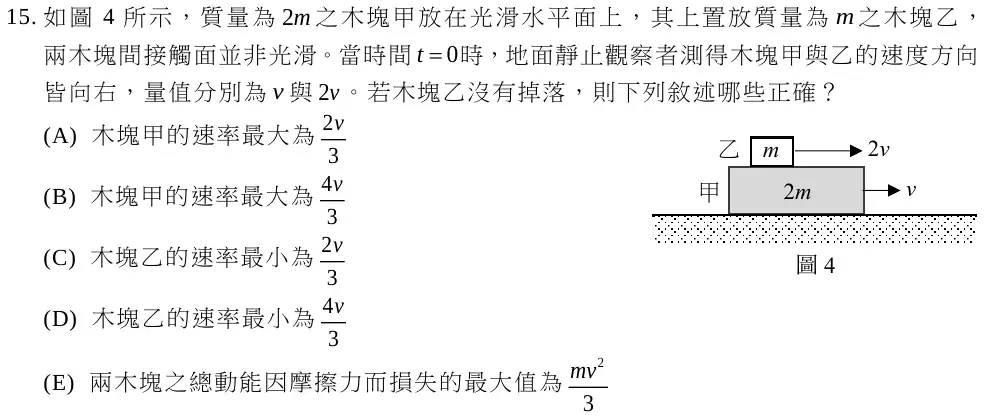 15. 如圖 4 所示，質量為 2m 之木塊甲放在光滑水平面上，其上置放質量為 m 之木塊乙，
兩木塊間接觸面並非光滑。當時間 t = 0 時，地面靜止觀察者測得木塊甲與乙的速度方向
皆向右，量值分別為 v 與 2v。若木塊乙沒有掉落，則下列敘述哪些正確？
(A) 木塊甲的速率最大為 2v/3
(B) 木塊甲的速率最大為 4v/3
(C) 木塊乙的速率最小為 2v/3
(D) 木塊乙的速率最小為 4v/3
(E) 兩木塊之總動能因摩擦力而損失的最大值為 mv²/3
乙 m 2v
甲 2m v
圖 4